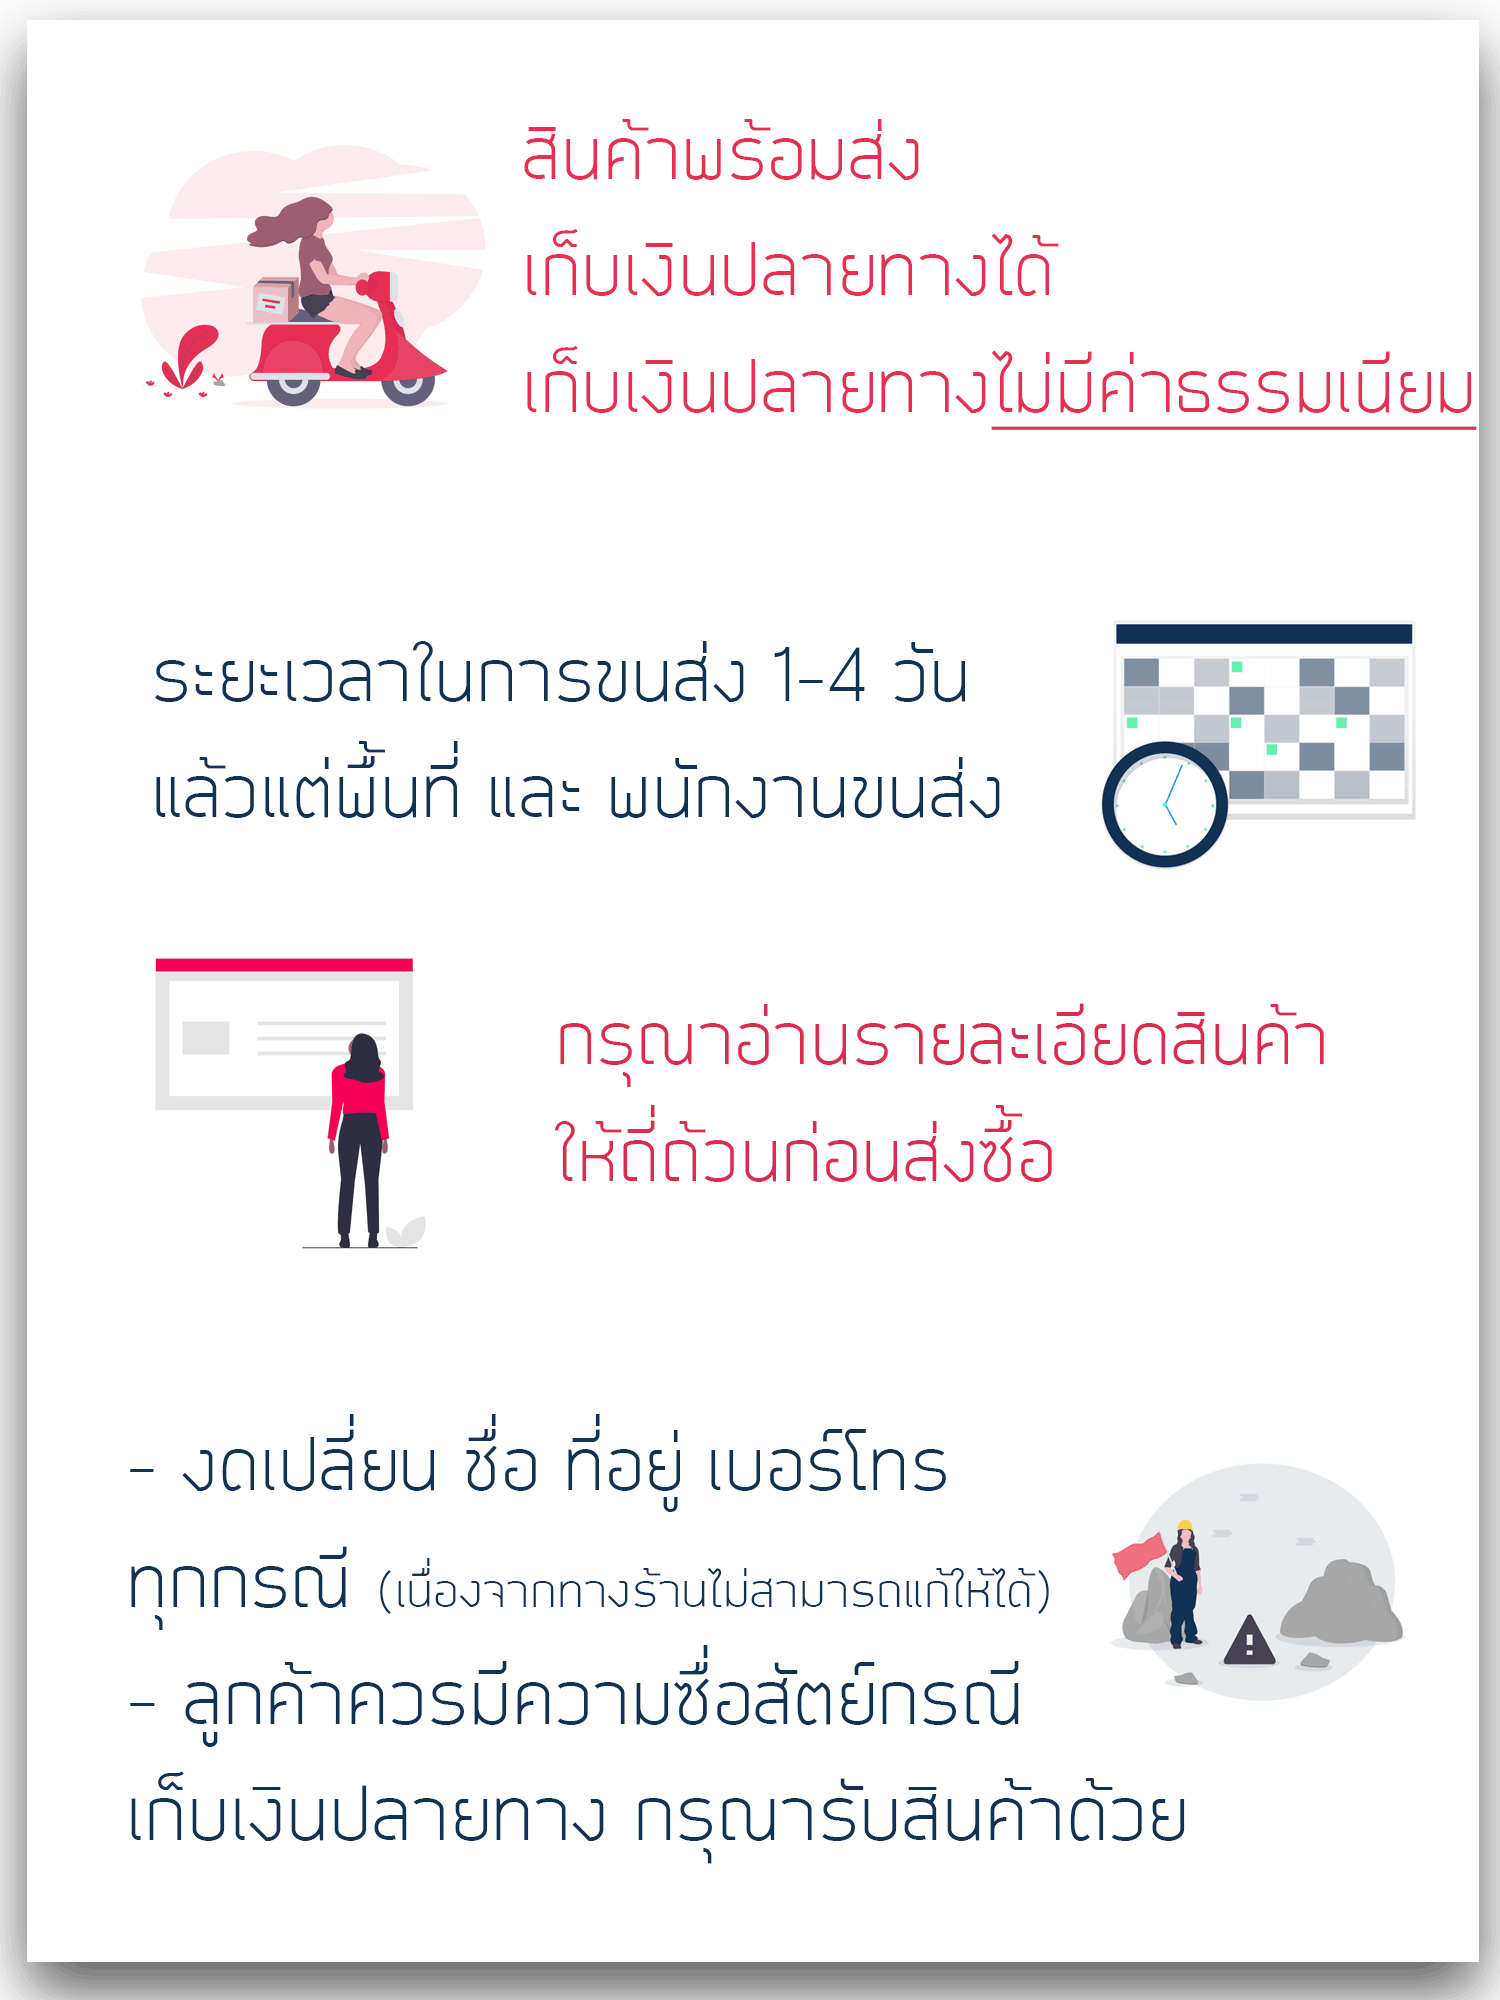 สินค้าพร้อมส่ง
เก็บเงินปลายทางได้
เก็บเงินปลายทางไม่มีค่าธรรมเนียม
ระยะเวลาในการขนส่ง 1-4 วัน
แล้วแต่พื้นที่ และ พนักงานขนส่ง
กรุณาอ่านรายละเอียดสินค้า
ให้ถี่ถ้วนก่อนส่งซื้อ
- งดเปลี่ยน ชื่อ ที่อยู่ เบอร์โทร
ทุกกรณี (เนื่องจากทางร้านไม่สามารถแก้ให้ได้)
- ลูกค้าควรมีความซื่อสัตย์กรณี
เก็บเงินปลายทาง กรุณารับสินค้าด้วย